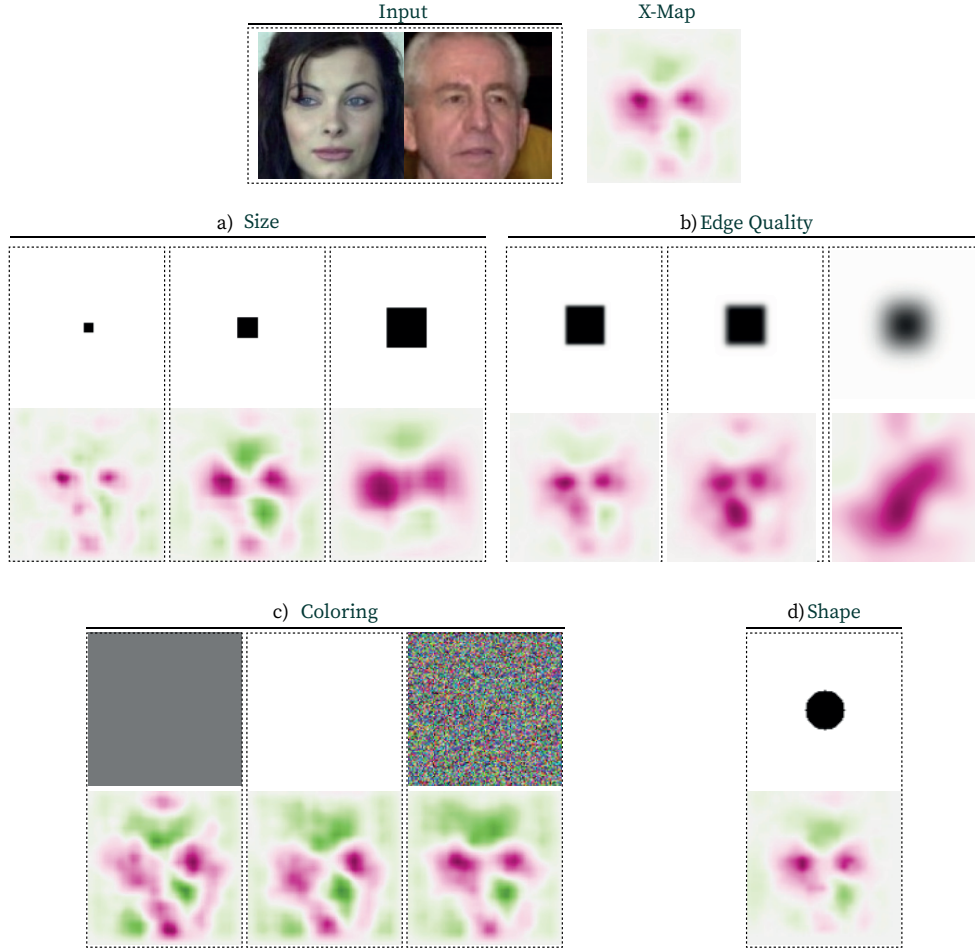 Input
X-Map
a) Size
b) Edge Quality
c) Coloring
d) Shape